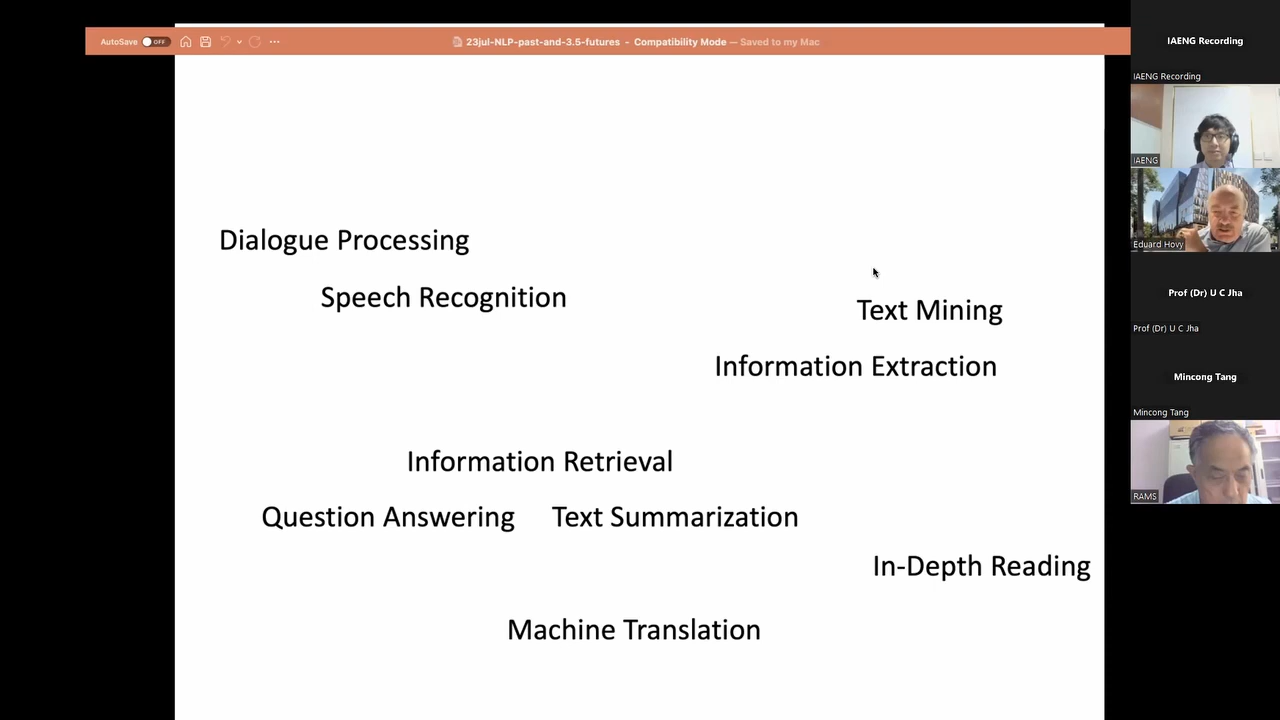 AutoSave OFF
23jul-NLP-past-and-3.5-futures - Compatibility Mode — Saved to my Mac
Dialogue Processing
Speech Recognition
Text Mining
Information Extraction
Information Retrieval
Question Answering
Text Summarization
In-Depth Reading
Machine Translation
IAENG Recording
IAENG Recording
IAENG
Eduard Hovy
Prof (Dr) U C Jha
Prof (Dr) U C Jha
Mincong Tang
Mincong Tang
RAMS